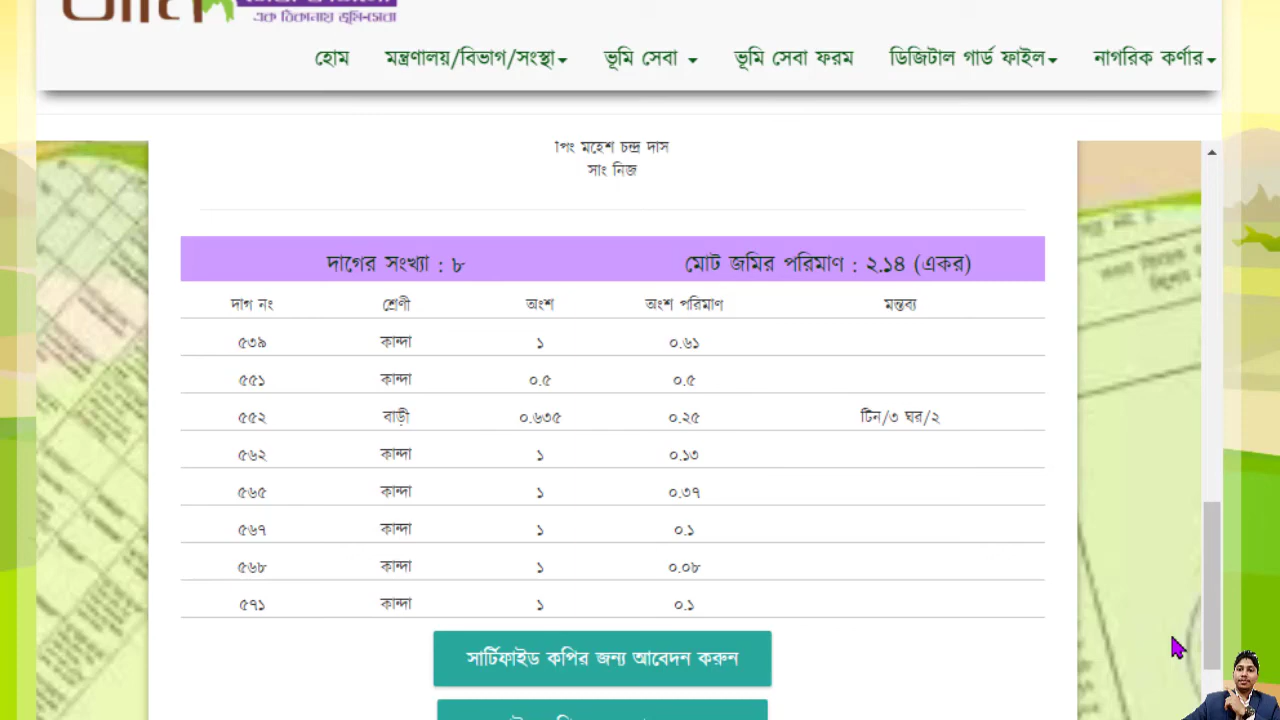 এক ঠিকানায় ভূমি-সেবা
হোম মন্ত্রণালয়/বিভাগ/সংস্থা ভূমি সেবা ভূমি সেবা ফরম ডিজিটাল গার্ড ফাইল নাগরিক কর্ণার
পিং মহেশ চন্দ্র দাস
সাং নিজ
দাগের সংখ্যা : ৮ মোট জমির পরিমাণ : ২.১৪ (একর)
দাগ নং শ্রেণী অংশ অংশ পরিমাণ মন্তব্য
৫৩৯ কান্দা ১ ০.৬১
৫৫১ কান্দা ০.৫ ০.৫
৫৫২ বাড়ী ০.৬৩৫ ০.২৫ টিন/৩ ঘর/২
৫৬২ কান্দা ১ ০.১৩
৫৬৫ কান্দা ১ ০.৩৭
৫৬৭ কান্দা ১ ০.১
৫৬৮ কান্দা ১ ০.০৮
৫৭১ কান্দা ১ ০.১
সার্টিফাইড কপির জন্য আবেদন করুন